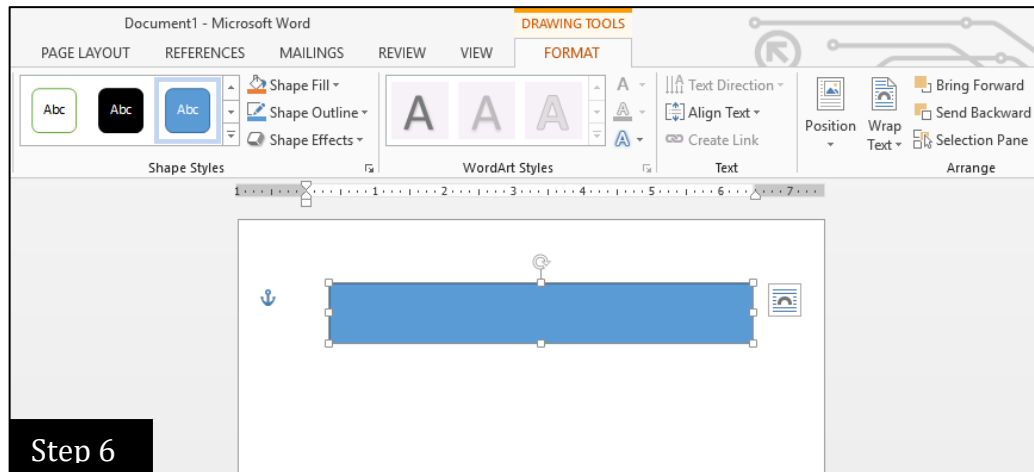 Document1 - Microsoft Word
DRAWING TOOLS
PAGE LAYOUT REFERENCES MAILINGS REVIEW VIEW FORMAT
Abc Abc Abc
Shape Fill
Shape Outline
Shape Effects
Shape Styles
A A A
A
A
A
WordArt Styles
A Text Direction
Align Text
Create Link
Text
Position
Wrap
Text
Bring Forward
Send Backward
Selection Pane
Arrange
1 1 2 3 4 5 6 7
Step 6